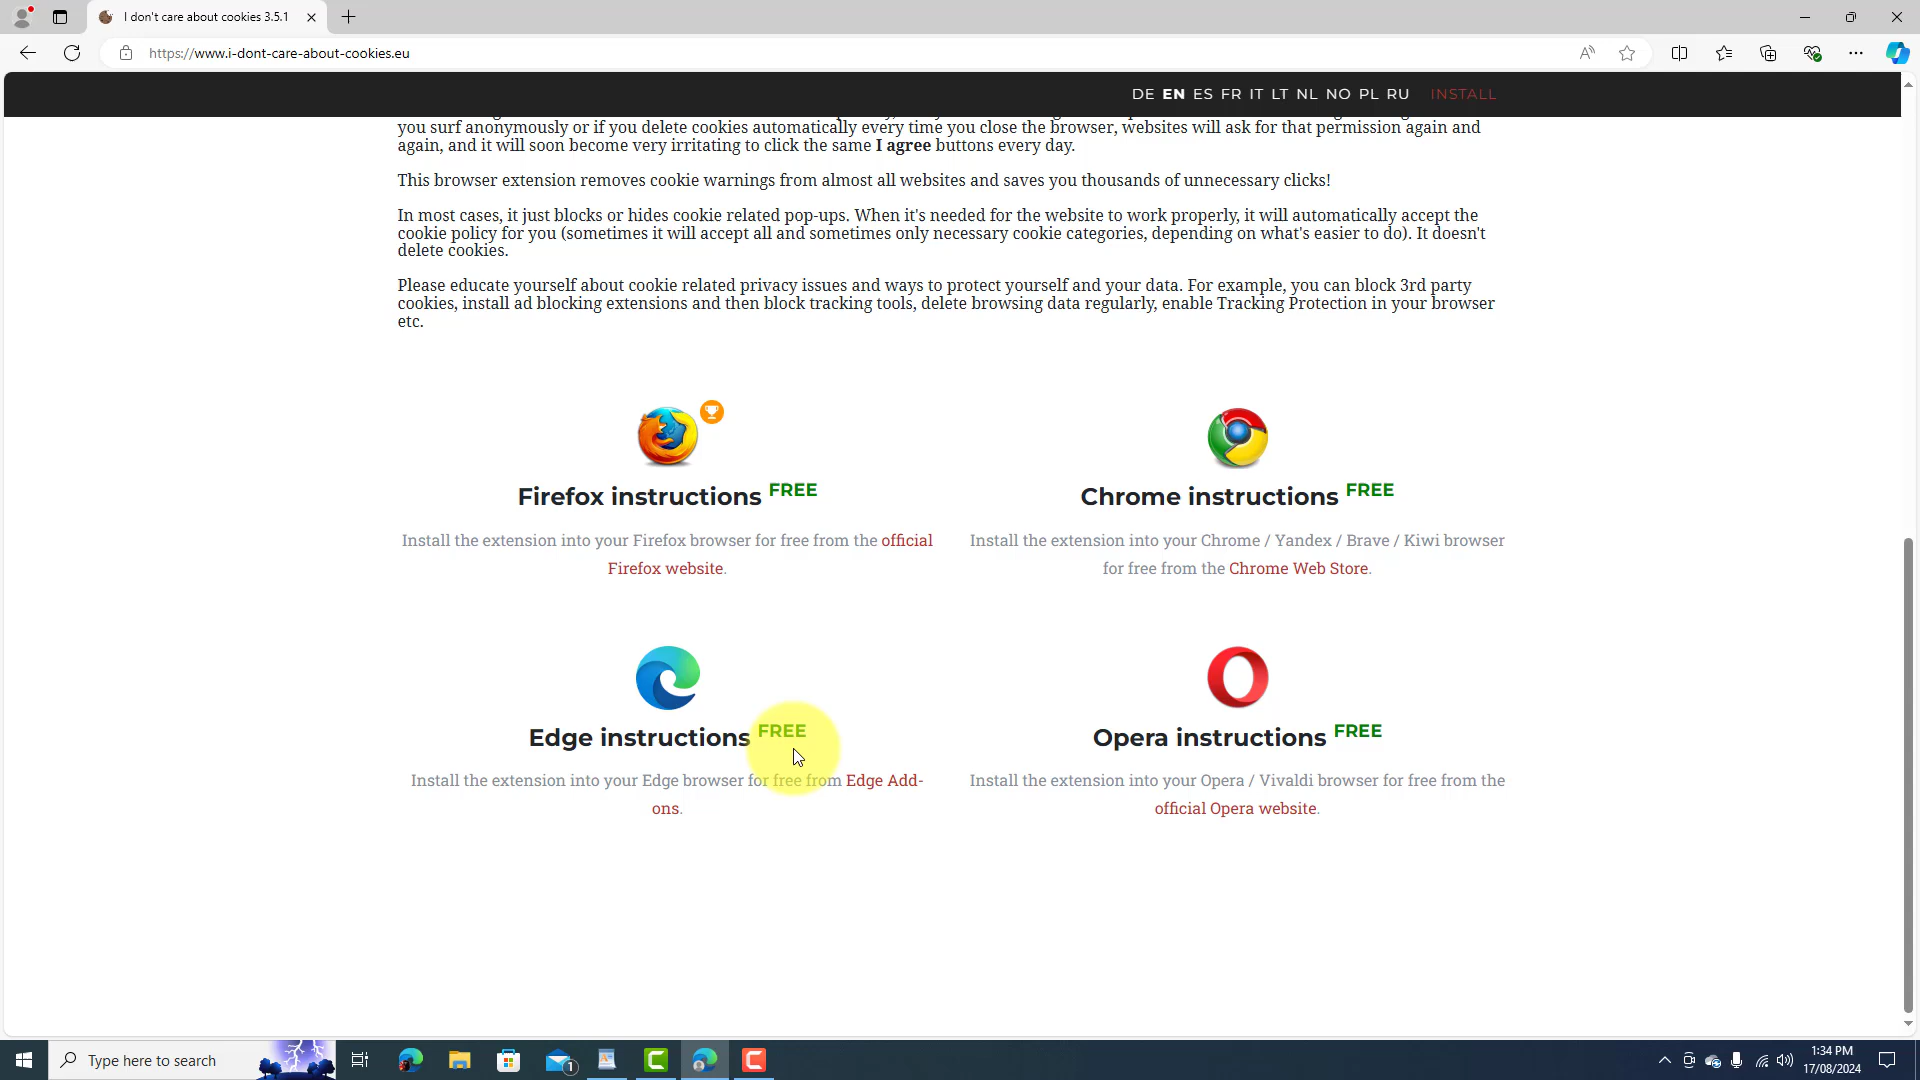 I don't care about cookies 3.5.1
https://www.i-dont-care-about-cookies.eu
DE EN ES FR IT LT NL NO PL RU INSTALL
you surf anonymously or if you delete cookies automatically every time you close the browser, websites will ask for that permission again and
again, and it will soon become very irritating to click the same I agree buttons every day.
This browser extension removes cookie warnings from almost all websites and saves you thousands of unnecessary clicks!
In most cases, it just blocks or hides cookie related pop-ups. When it's needed for the website to work properly, it will automatically accept the
cookie policy for you (sometimes it will accept all and sometimes only necessary cookie categories, depending on what's easier to do). It doesn't
delete cookies.
Please educate yourself about cookie related privacy issues and ways to protect yourself and your data. For example, you can block 3rd party
cookies, install ad blocking extensions and then block tracking tools, delete browsing data regularly, enable Tracking Protection in your browser
etc.
Firefox instructions FREE
Install the extension into your Firefox browser for free from the official
Firefox website.
Chrome instructions FREE
Install the extension into your Chrome / Yandex / Brave / Kiwi browser
for free from the Chrome Web Store.
Edge instructions FREE
Install the extension into your Edge browser for free from Edge Add-
ons.
Opera instructions FREE
Install the extension into your Opera / Vivaldi browser for free from the
official Opera website.
Type here to search
1
1:34 PM
17/08/2024